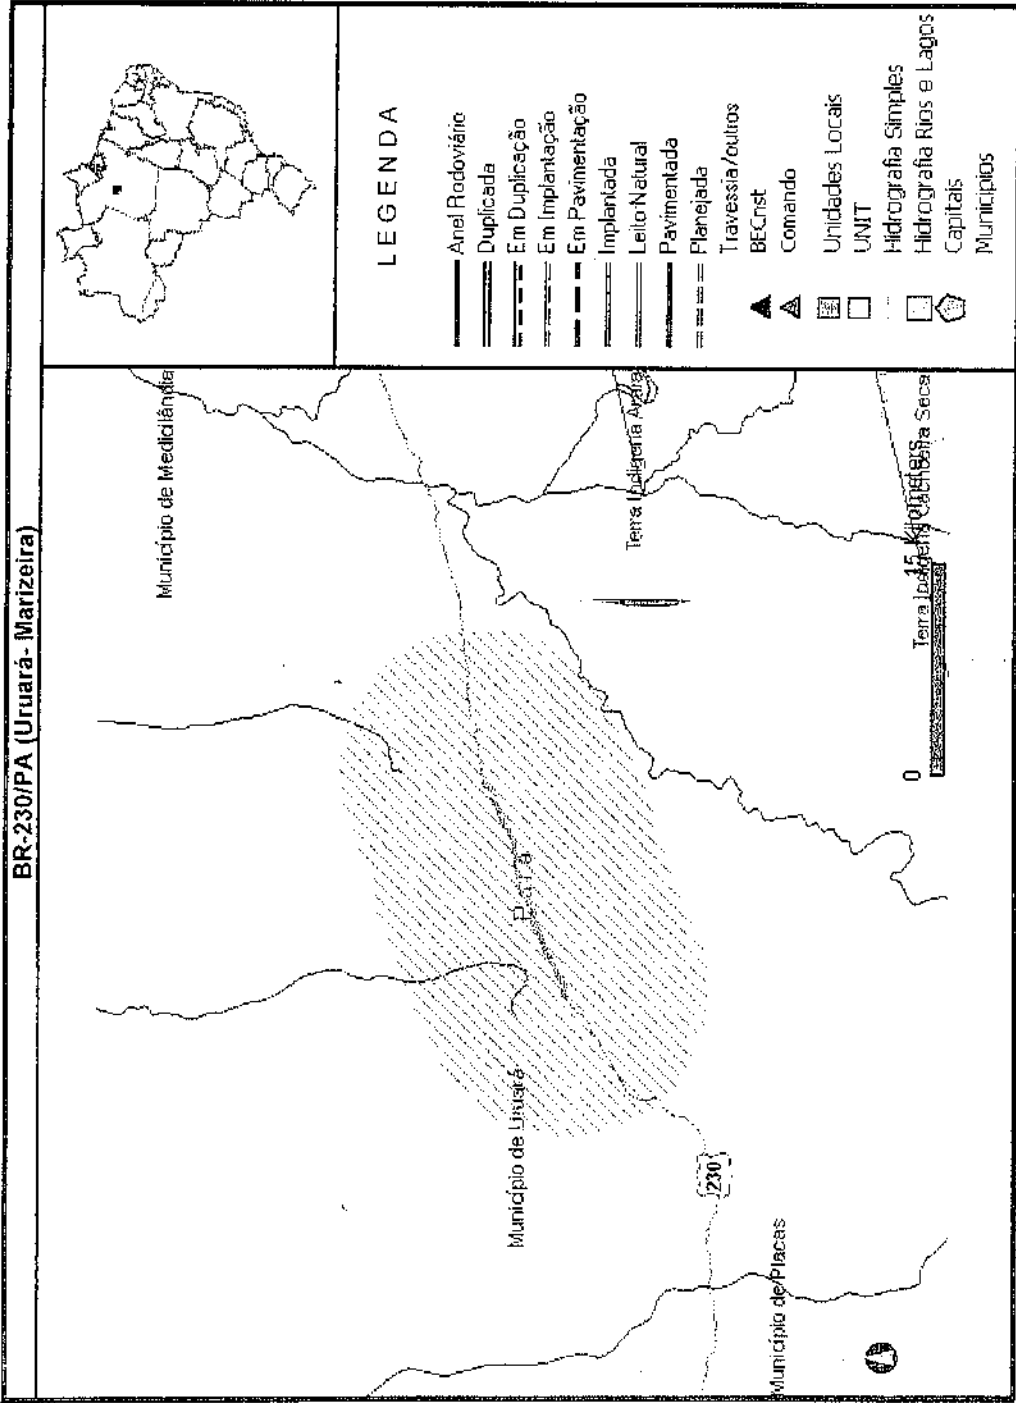 BR-230/PA (Uruará- Marizeira)
Município de Medicilândia
Município de Uruará
Pará
Terra Indígena Arara
230
Município de Placas
0
15 Kilometers
Terra Indígena Cachoeira Seca
LEGENDA
Anel Rodoviário
Duplicada
Em Duplicação
Em Implantação
Em Pavimentação
Implantada
Leito Natural
Pavimentada
Planejada
Travessia/outros
BECnst
Comando
Unidades Locais
UNIT
Hidrografia Simples
Hidrografia Rios e Lagos
Capitais
Municípios